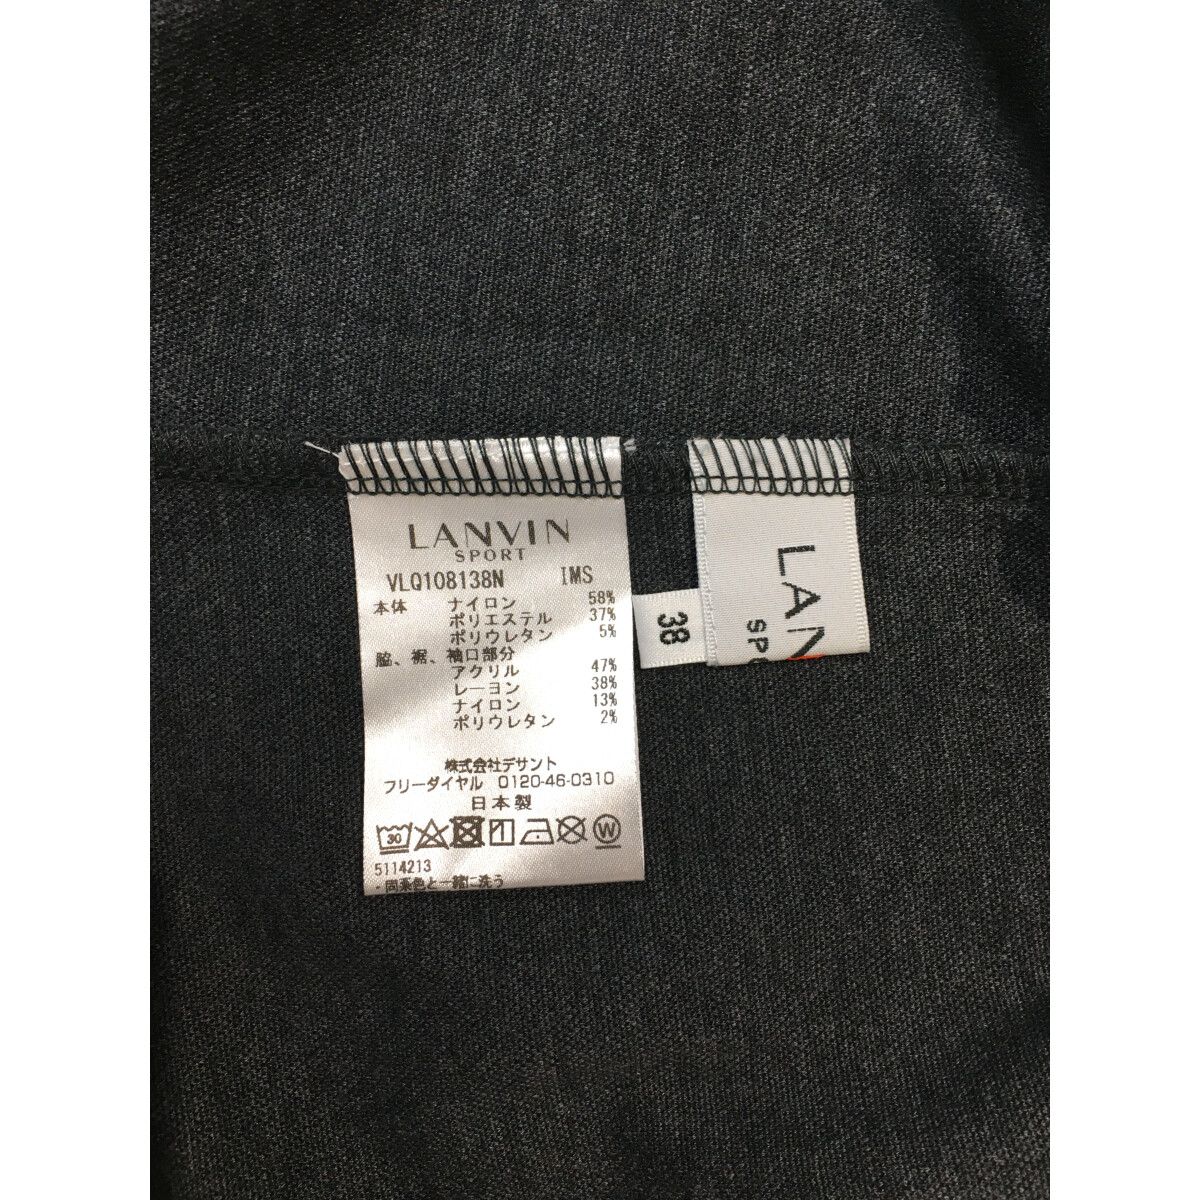 LANVIN
SPORT
VLQ108138N IMS
本体 ナイロン 58%
ポリエステル 37%
ポリウレタン 5%
脇、裾、袖口部分
アクリル 47%
レーヨン 38%
ナイロン 13%
ポリウレタン 2%
株式会社デサント
フリーダイヤル 0120-46-0310
日本製
30 W
5114213
・同系色と一緒に洗う
38
LAN
SPO